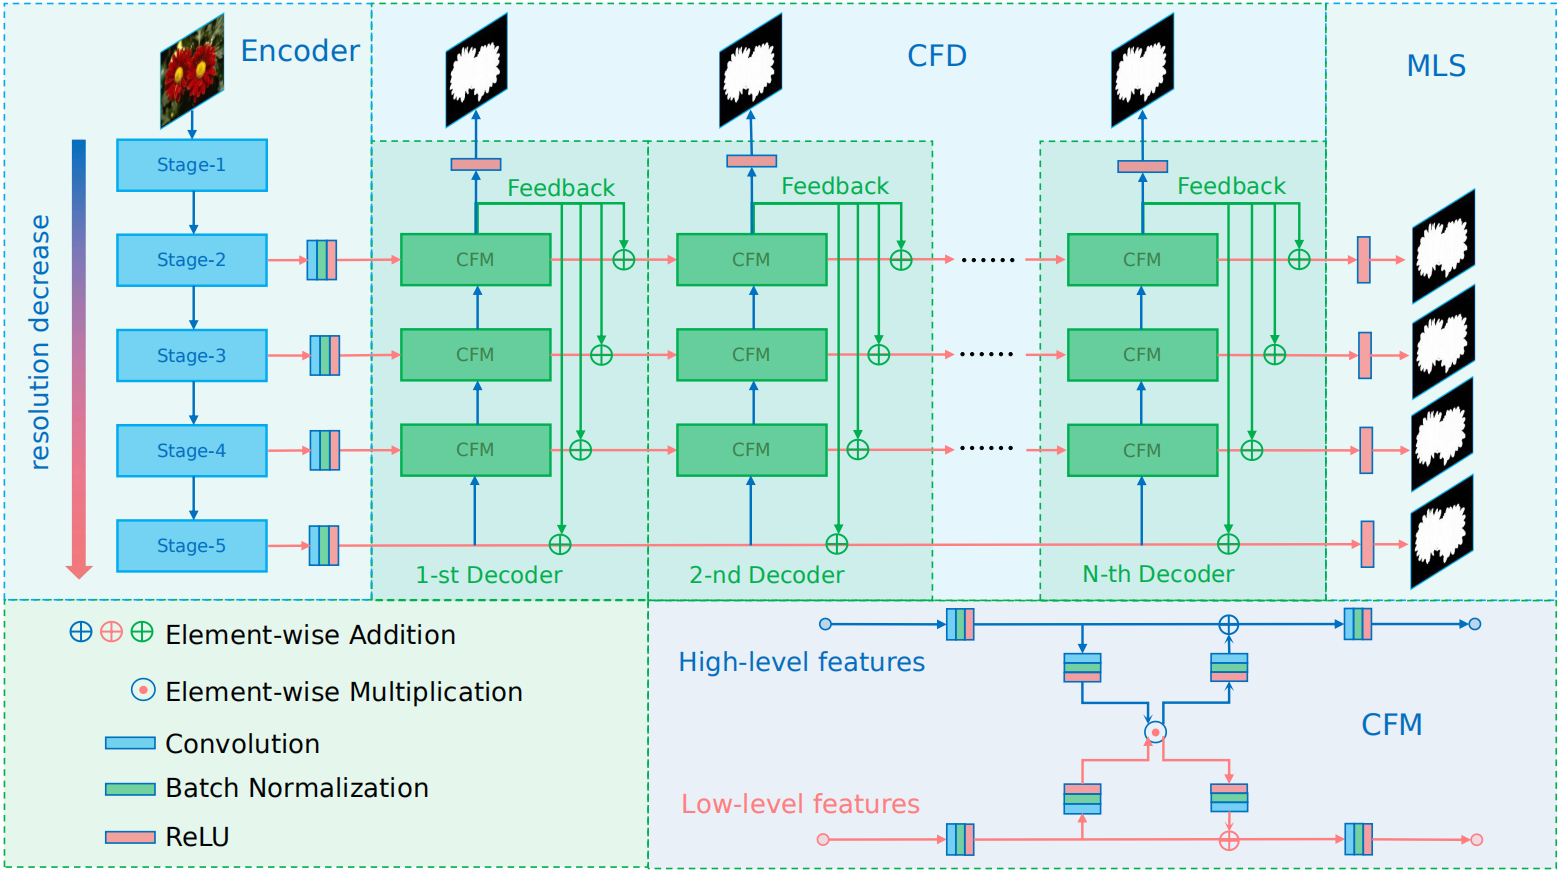 Encoder
CFD
MLS
Stage-1
Feedback
Feedback
Feedback
resolution decrease
Stage-2
CFM
CFM
......
CFM
Stage-3
CFM
CFM
......
CFM
Stage-4
CFM
CFM
......
CFM
Stage-5
1-st Decoder
2-nd Decoder
N-th Decoder
Element-wise Addition
Element-wise Multiplication
Convolution
Batch Normalization
ReLU
High-level features
CFM
Low-level features